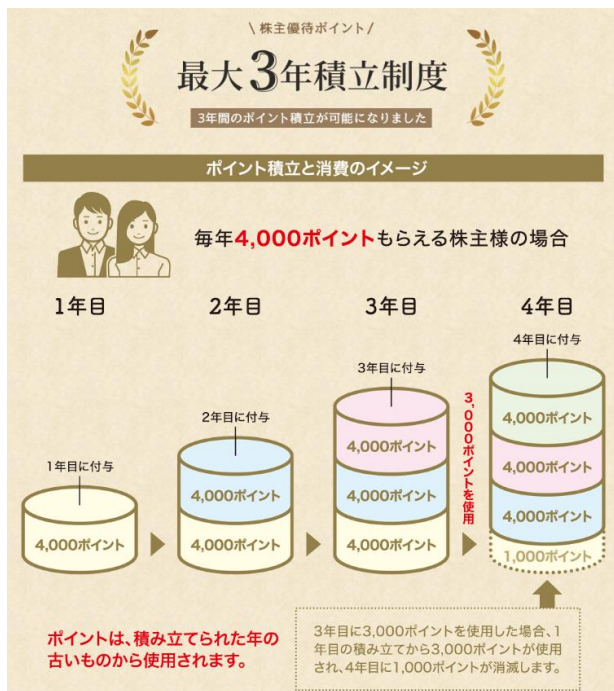 \ 株主優待ポイント /
最大3年積立制度
3年間のポイント積立が可能になりました
ポイント積立と消費のイメージ
毎年4,000ポイントもらえる株主様の場合
1年目
2年目
3年目
4年目
1年目に付与
4,000ポイント
2年目に付与
4,000ポイント
4,000ポイント
3年目に付与
4,000ポイント
4,000ポイント
4,000ポイント
3,000ポイントを使用
4年目に付与
4,000ポイント
4,000ポイント
4,000ポイント
1,000ポイント
ポイントは、積み立てられた年の
古いものから使用されます。
3年目に3,000ポイントを使用した場合、1
年目の積み立てから3,000ポイントが使用
され、4年目に1,000ポイントが消滅します。